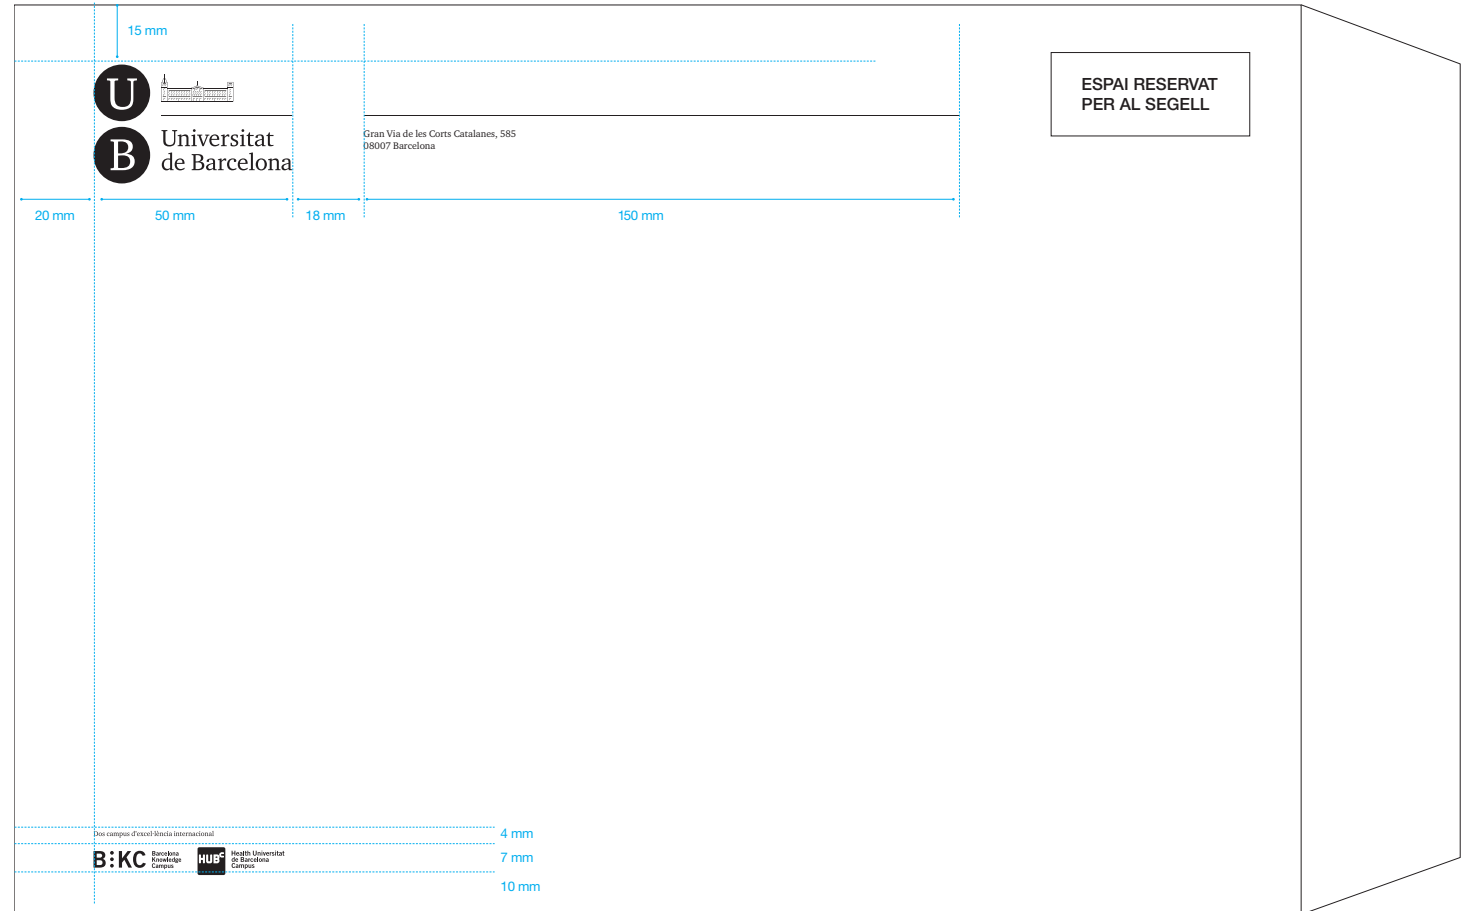 15 mm
U
B
Universitat
de Barcelona
Gran Via de les Corts Catalanes, 585
08007 Barcelona
ESPAI RESERVAT
PER AL SEGELL
20 mm
50 mm
18 mm
150 mm
Dos campus d'excel·lència internacional
4 mm
B⋮KC
Barcelona
Knowledge
Campus
HUBc
Health Universitat
de Barcelona
Campus
7 mm
10 mm